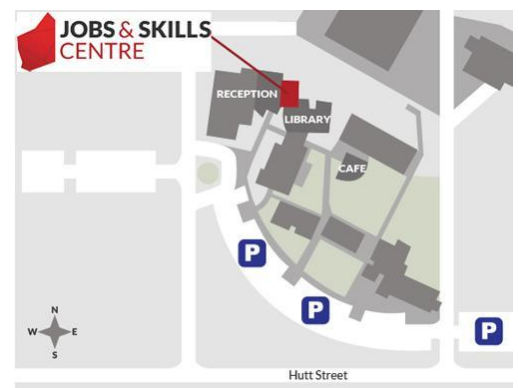 JOBS & SKILLS
CENTRE
RECEPTION
LIBRARY
CAFE
P
P
P
N
W E
S
Hutt Street